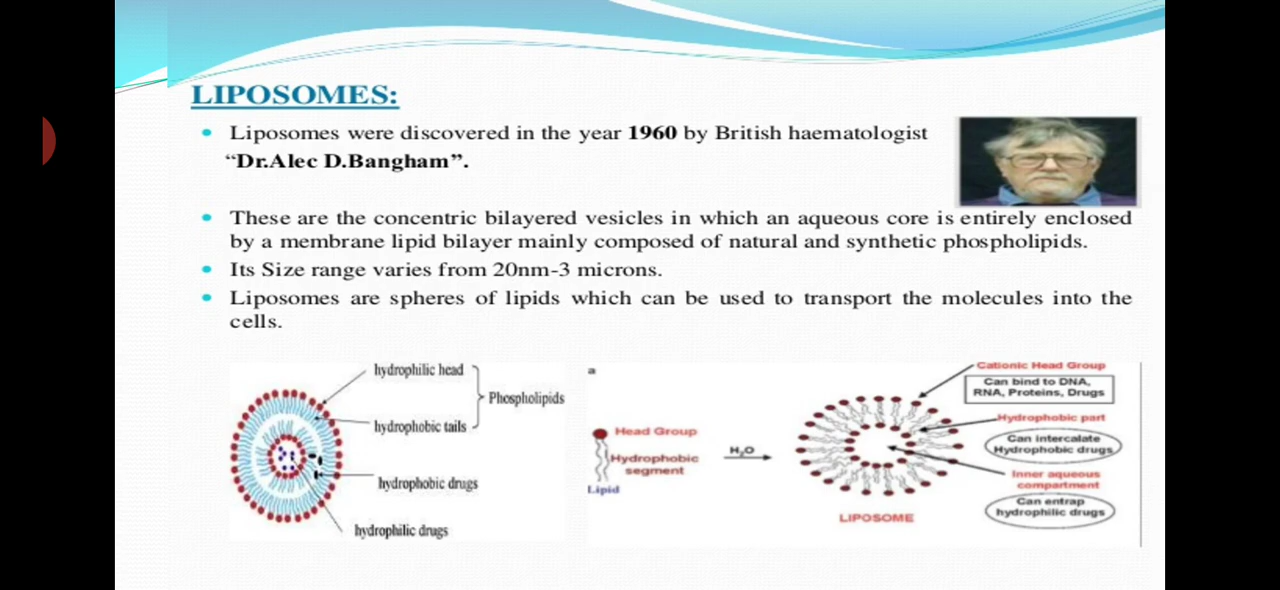 LIPOSOMES:
• Liposomes were discovered in the year 1960 by British haematologist
“Dr.Alec D.Bangham”.
• These are the concentric bilayered vesicles in which an aqueous core is entirely enclosed
by a membrane lipid bilayer mainly composed of natural and synthetic phospholipids.
• Its Size range varies from 20nm-3 microns.
• Liposomes are spheres of lipids which can be used to transport the molecules into the
cells.
hydrophilic head
Phospholipids
hydrophobic tails
hydrophobic drugs
hydrophilic drugs
a
Head Group
Hydrophobic
segment
Lipid
H₂O
LIPOSOME
Cationic Head Group
Can bind to DNA,
RNA, Proteins, Drugs
Hydrophobic part
Can intercalate
Hydrophobic drugs
Inner aqueous
compartment
Can entrap
hydrophilic drugs